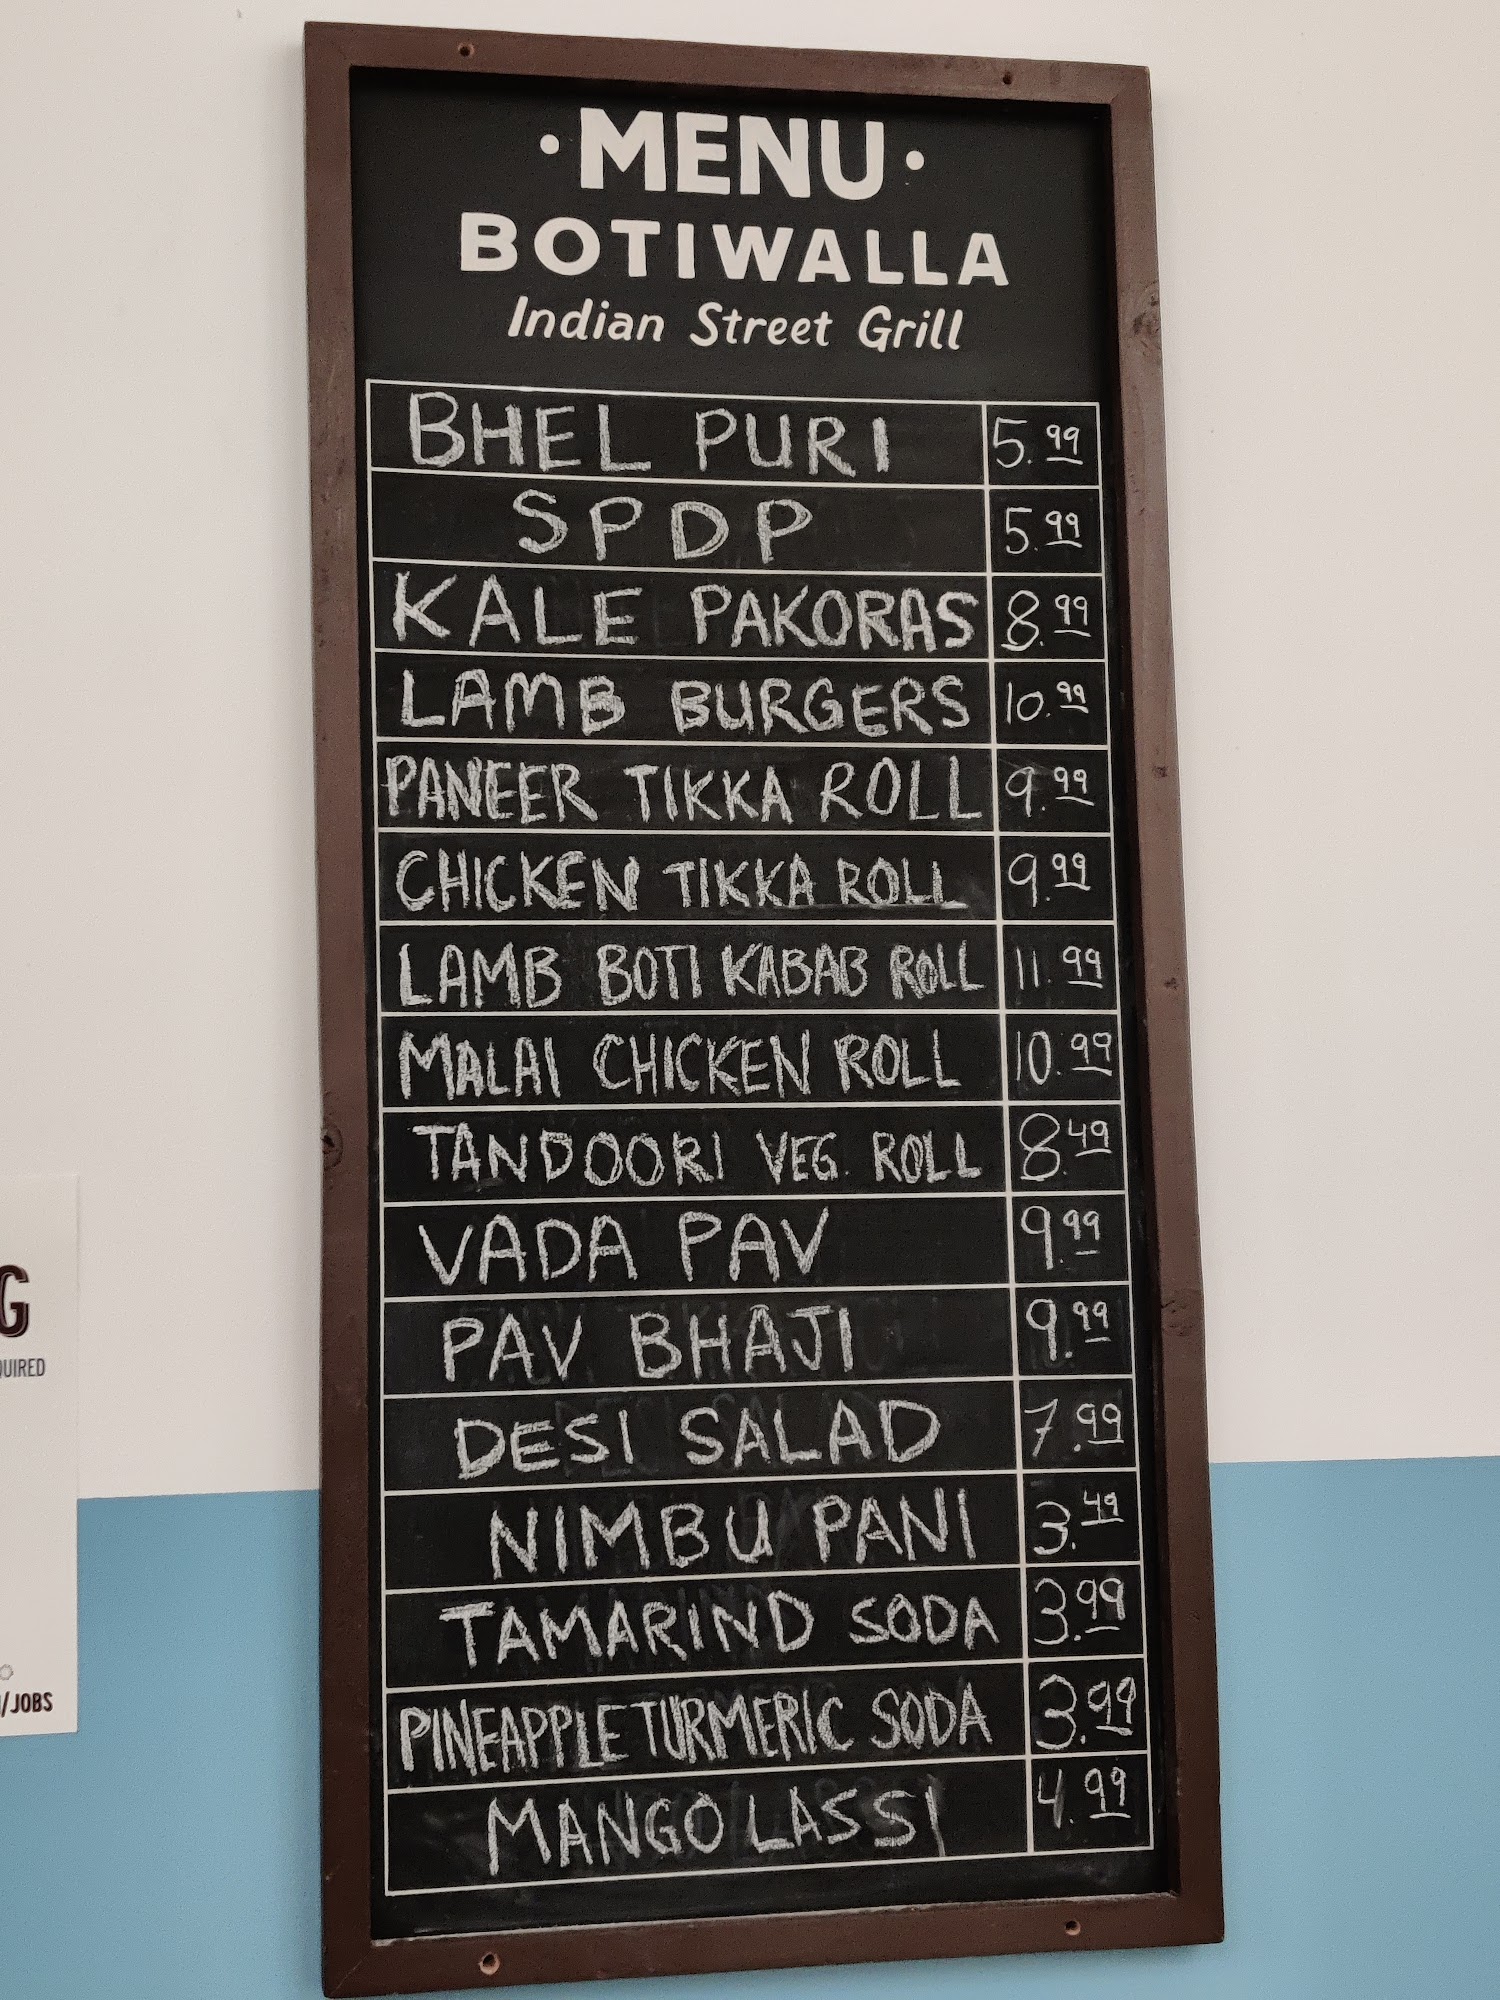 · MENU ·
BOTIWALLA
Indian Street Grill
BHEL PURI 5.99
SPDP 5.99
KALE PAKORAS 8.99
LAMB BURGERS 10.99
PANEER TIKKA ROLL 9.99
CHICKEN TIKKA ROLL 9.99
LAMB BOTI KABAB ROLL 11.99
MALAI CHICKEN ROLL 10.99
TANDOORI VEG. ROLL 8.49
VADA PAV 9.99
PAV BHAJI 9.99
DESI SALAD 7.99
NIMBU PANI 3.49
TAMARIND SODA 3.99
PINEAPPLE TURMERIC SODA 3.99
MANGO LASSI 4.99
G
QUIRED
/JOBS